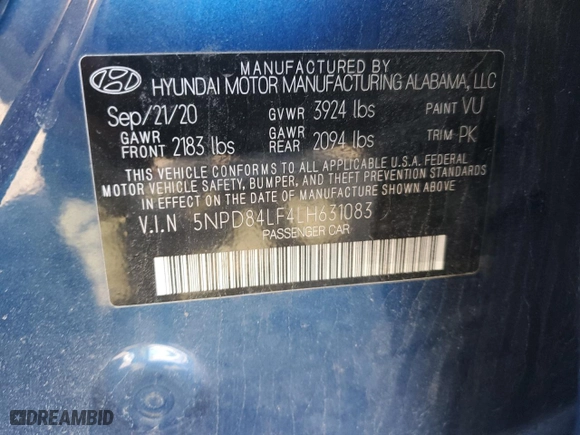 MANUFACTURED BY
HYUNDAI MOTOR MANUFACTURING ALABAMA, LLC
Sep/21/20 GVWR 3924 lbs PAINT VU
GAWR FRONT 2183 lbs GAWR REAR 2094 lbs TRIM PK
THIS VEHICLE CONFORMS TO ALL APPLICABLE U.S.A. FEDERAL
MOTOR VEHICLE SAFETY, BUMPER, AND THEFT PREVENTION STANDARDS
IN EFFECT ON THE DATE OF MANUFACTURE SHOWN ABOVE.
V.I.N 5NPD84LF4LH631083
PASSENGER CAR
DREAMBID